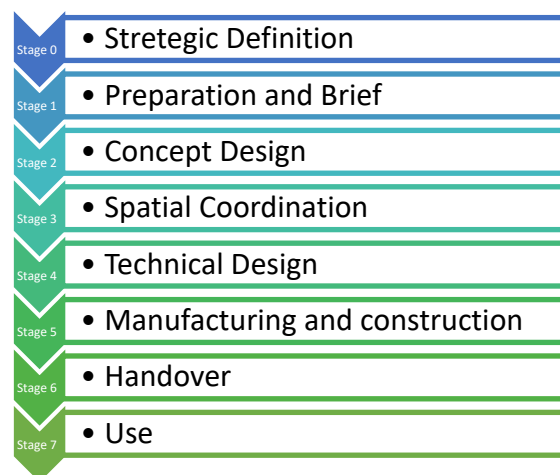 Stage 0
• Stretegic Definition
Stage 1
• Preparation and Brief
Stage 2
• Concept Design
Stage 3
• Spatial Coordination
Stage 4
• Technical Design
Stage 5
• Manufacturing and construction
Stage 6
• Handover
Stage 7
• Use